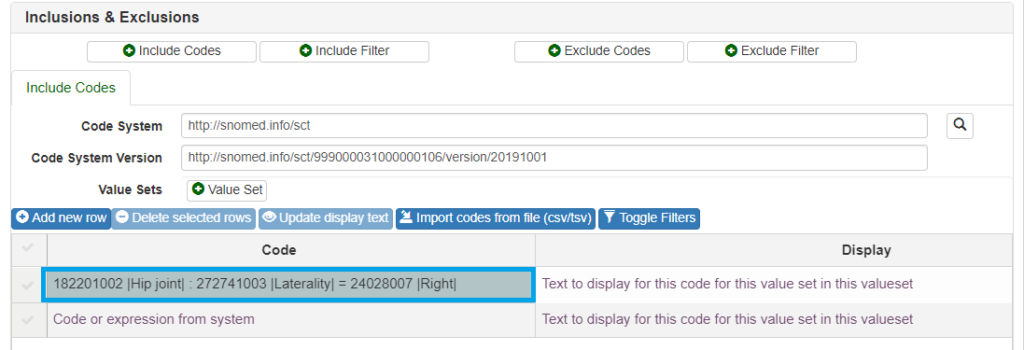 Inclusions & Exclusions
Include Codes Include Filter Exclude Codes Exclude Filter
Include Codes
Code System http://snomed.info/sct
Code System Version http://snomed.info/sct/999000031000000106/version/20191001
Value Sets Value Set
Add new row Delete selected rows Update display text Import codes from file (csv/tsv) Toggle Filters
Code Display
182201002 |Hip joint| : 272741003 |Laterality| = 24028007 |Right| Text to display for this code for this value set in this valueset
Code or expression from system Text to display for this code for this value set in this valueset